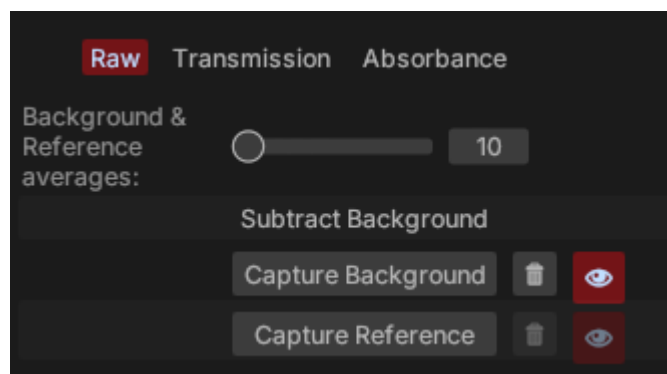 Raw Transmission Absorbance
Background &
Reference
averages:
10
Subtract Background
Capture Background
Capture Reference